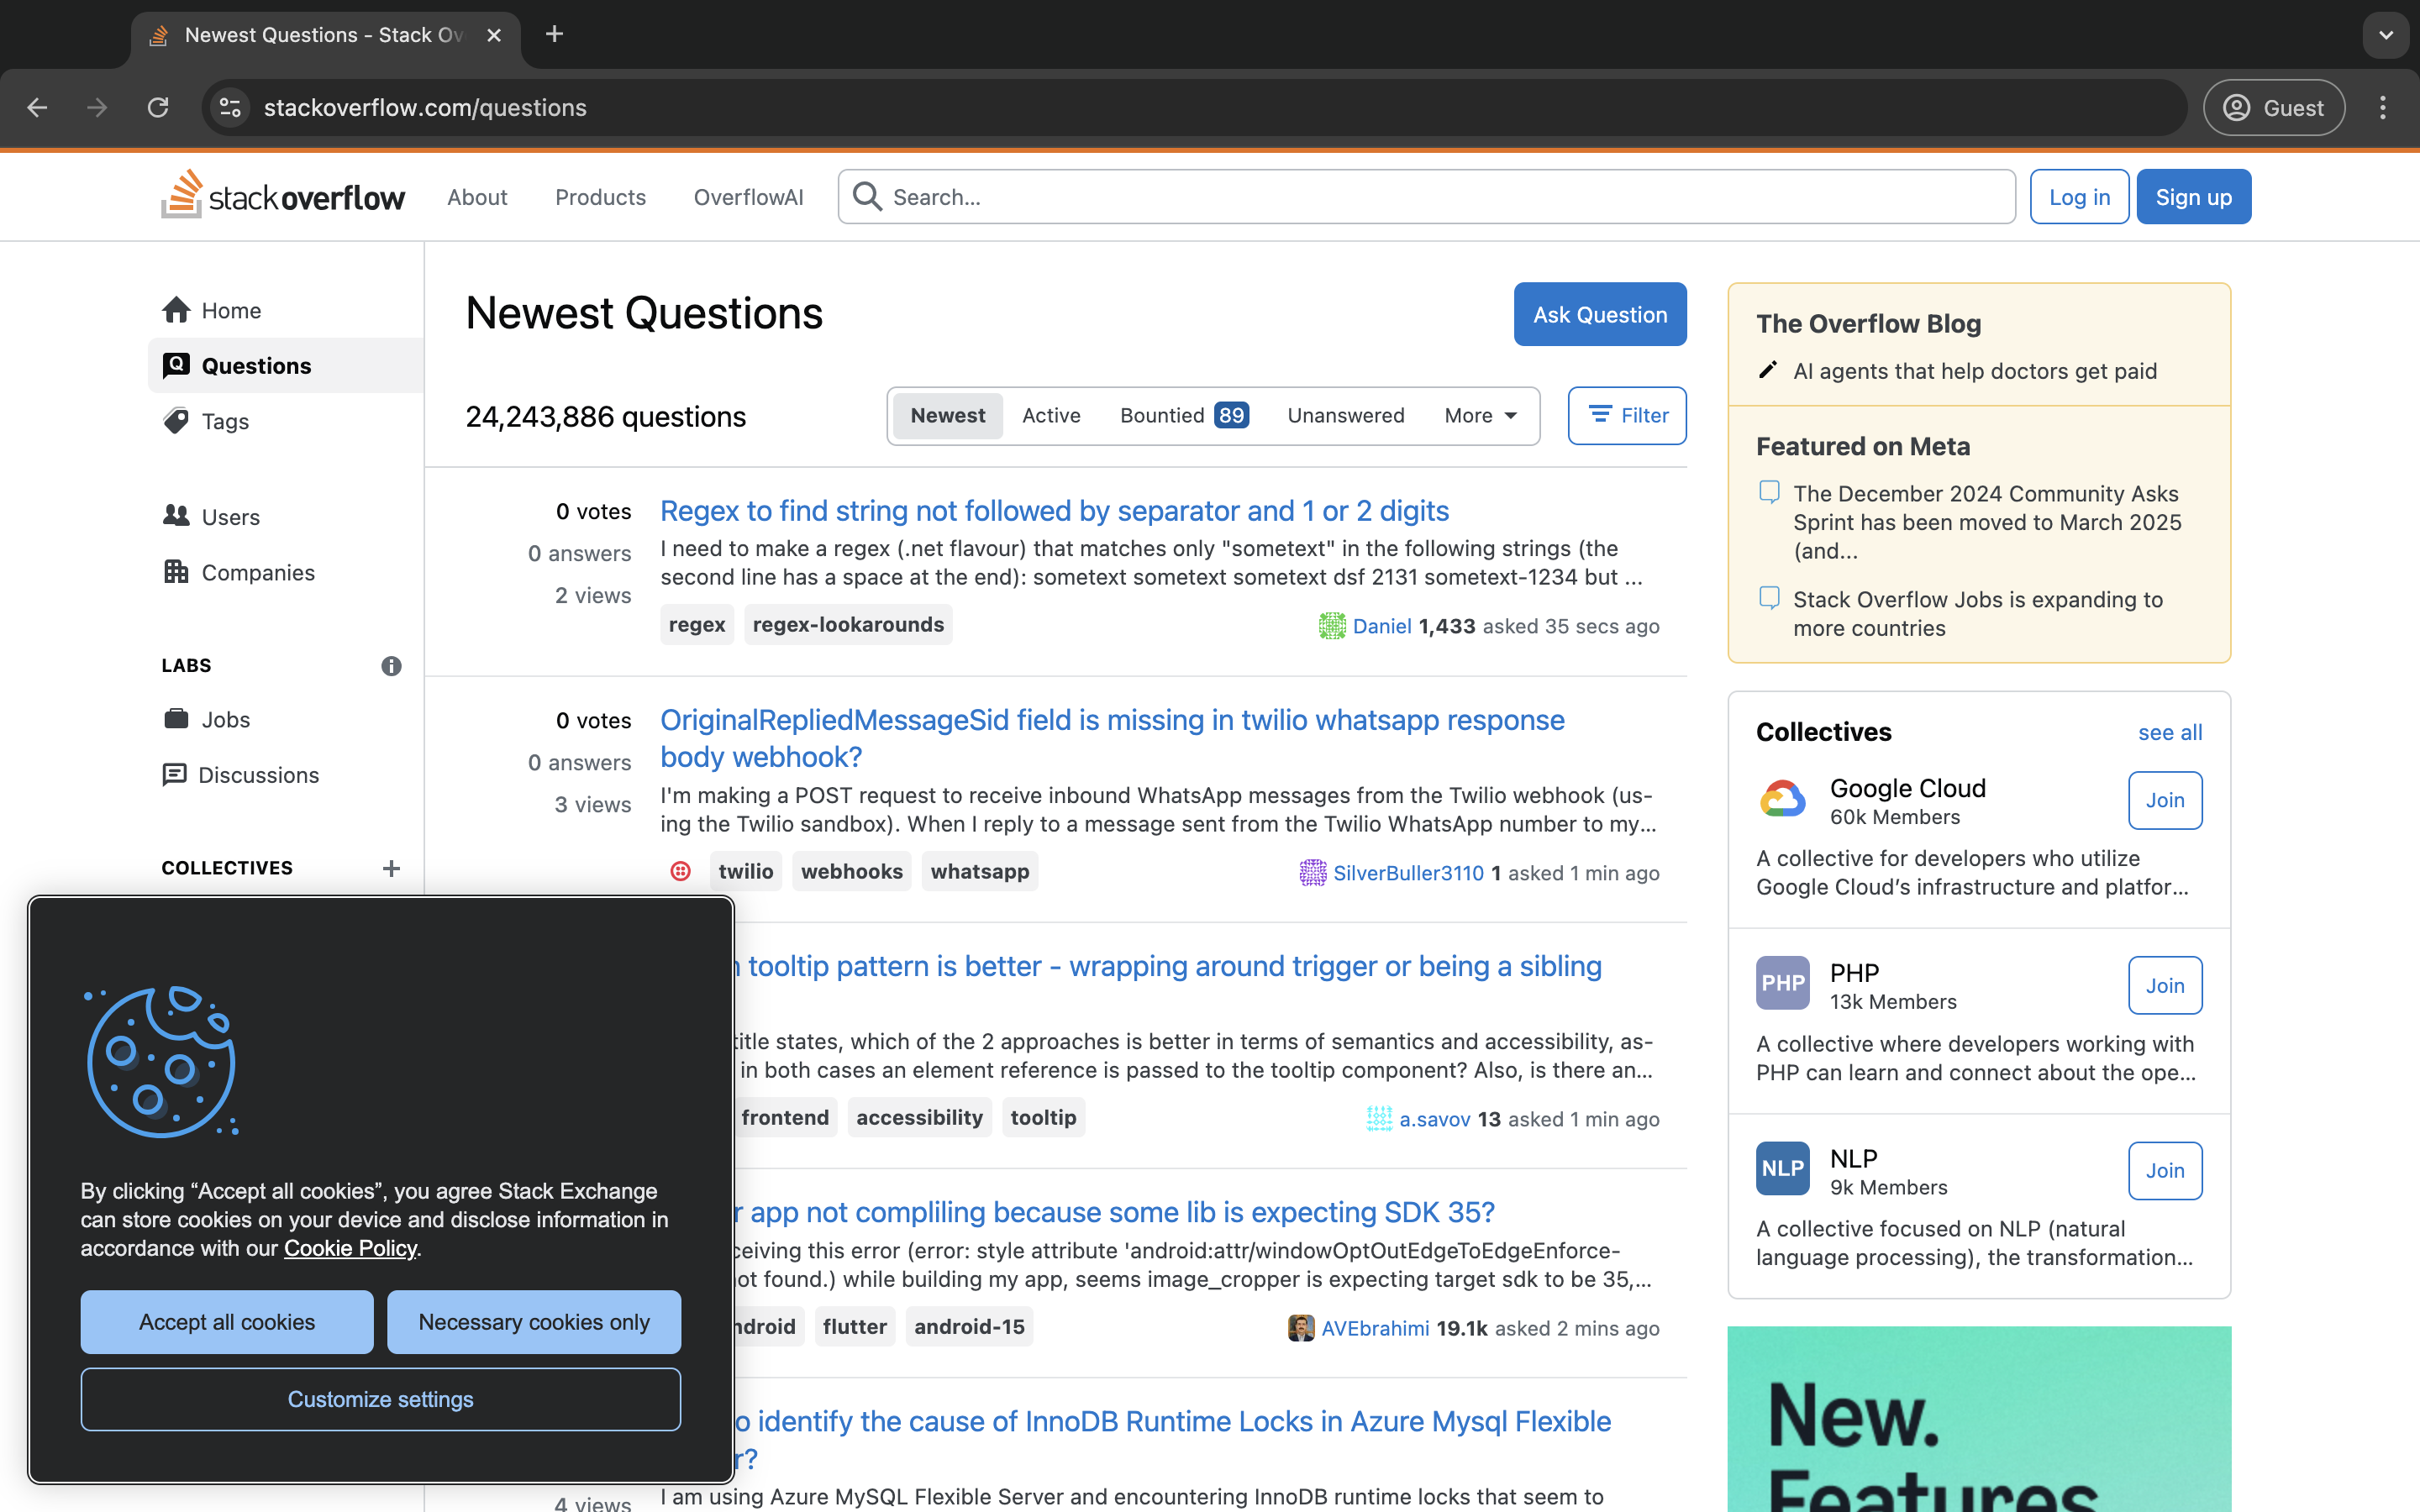 Newest Questions - Stack Ov
stackoverflow.com/questions
Guest
stackoverflow
About
Products
OverflowAI
Search...
Log in
Sign up
Home
Questions
Tags
Users
Companies
LABS
Jobs
Discussions
COLLECTIVES
Newest Questions
Ask Question
24,243,886 questions
Newest
Active
Bountied 89
Unanswered
More
Filter
0 votes
0 answers
2 views
Regex to find string not followed by separator and 1 or 2 digits
I need to make a regex (.net flavour) that matches only "sometext" in the following strings (the
second line has a space at the end): sometext sometext sometext dsf 2131 sometext-1234 but ...
regex
regex-lookarounds
Daniel 1,433 asked 35 secs ago
0 votes
0 answers
3 views
OriginalRepliedMessageSid field is missing in twilio whatsapp response
body webhook?
I'm making a POST request to receive inbound WhatsApp messages from the Twilio webhook (us-
ing the Twilio sandbox). When I reply to a message sent from the Twilio WhatsApp number to my...
twilio
webhooks
whatsapp
SilverBuller3110 1 asked 1 min ago
tooltip pattern is better - wrapping around trigger or being a sibling
title states, which of the 2 approaches is better in terms of semantics and accessibility, as-
in both cases an element reference is passed to the tooltip component? Also, is there an...
frontend
accessibility
tooltip
a.savov 13 asked 1 min ago
r app not compliling because some lib is expecting SDK 35?
ceiving this error (error: style attribute 'android:attr/windowOptOutEdgeToEdgeEnforce-
ot found.) while building my app, seems image_cropper is expecting target sdk to be 35,...
ndroid
flutter
android-15
AVEbrahimi 19.1k asked 2 mins ago
o identify the cause of InnoDB Runtime Locks in Azure Mysql Flexible
r?
4 views
I am using Azure MySQL Flexible Server and encountering InnoDB runtime locks that seem to
The Overflow Blog
AI agents that help doctors get paid
Featured on Meta
The December 2024 Community Asks
Sprint has been moved to March 2025
(and...
Stack Overflow Jobs is expanding to
more countries
Collectives
see all
Google Cloud
60k Members
Join
A collective for developers who utilize
Google Cloud’s infrastructure and platfor...
PHP
PHP
13k Members
Join
A collective where developers working with
PHP can learn and connect about the ope...
NLP
NLP
9k Members
Join
A collective focused on NLP (natural
language processing), the transformation...
New.
Features
By clicking “Accept all cookies”, you agree Stack Exchange
can store cookies on your device and disclose information in
accordance with our Cookie Policy.
Accept all cookies
Necessary cookies only
Customize settings